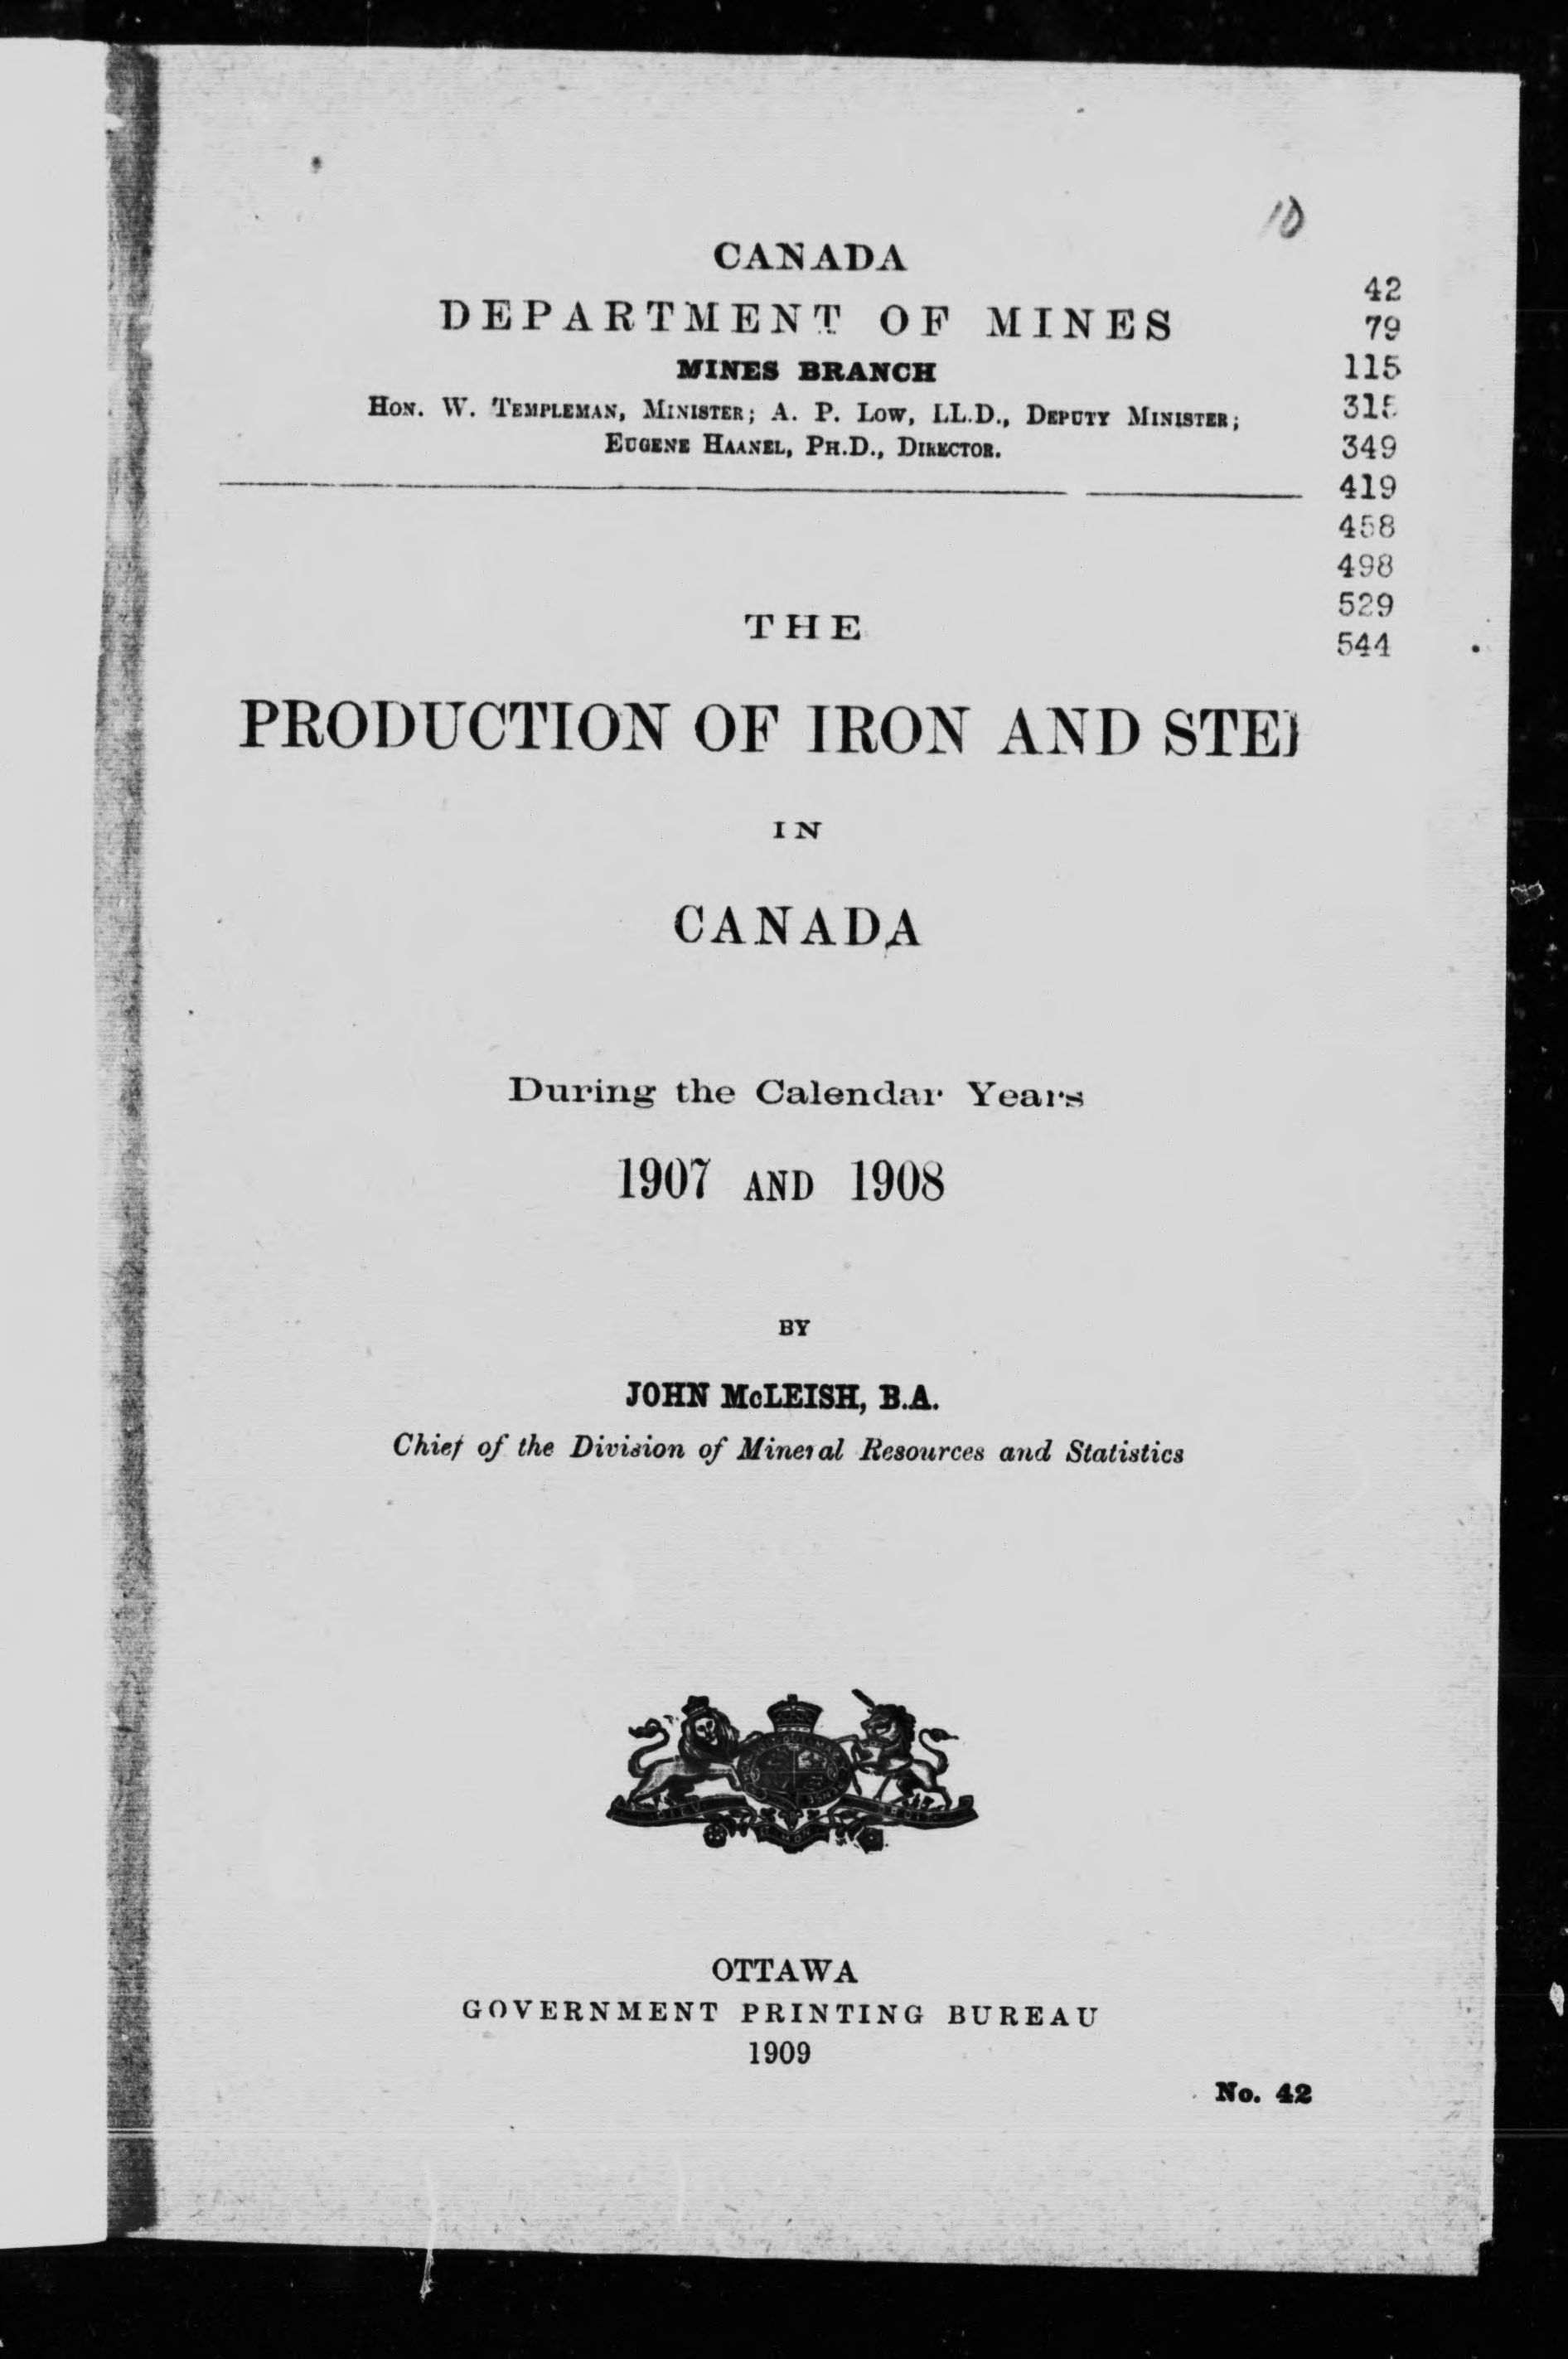 10
CANADA
DEPARTMENT OF MINES
MINES BRANCH
HON. W. TEMPLEMAN, MINISTER; A. P. LOW, LL.D., DEPUTY MINISTER;
EUGENE HAANEL, PH.D., DIRECTOR.
42
79
115
315
349
419
458
498
529
544
THE
PRODUCTION OF IRON AND STE
IN
CANADA
During the Calendar Years
1907 AND 1908
BY
JOHN McLEISH, B.A.
Chief of the Division of Mineral Resources and Statistics
OTTAWA
GOVERNMENT PRINTING BUREAU
1909
No. 42